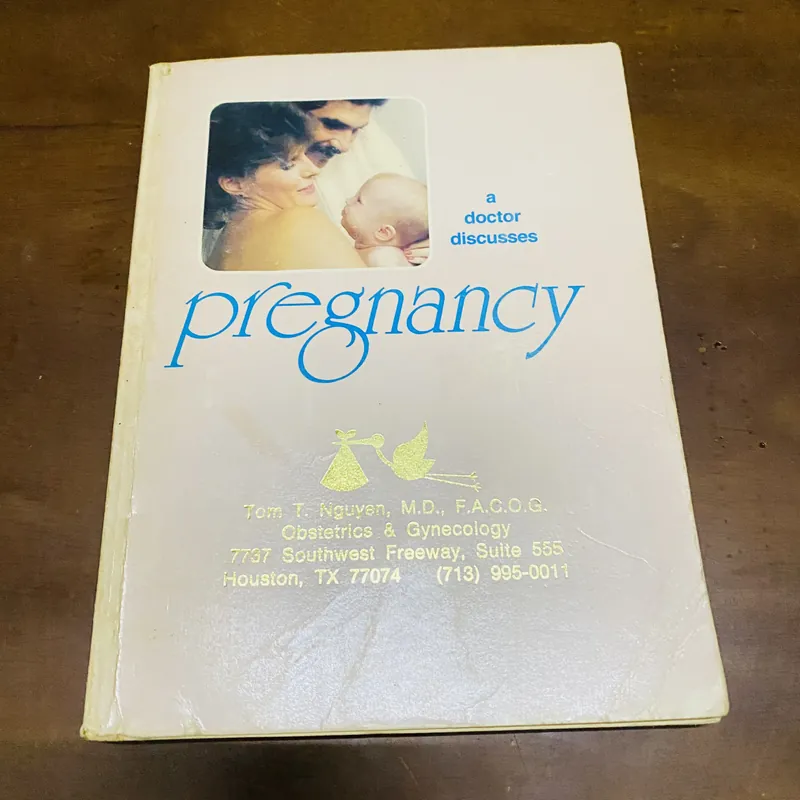 a
doctor
discusses
pregnancy
Tom T. Nguyen, M.D., F.A.C.O.G.
Obstetrics & Gynecology
7737 Southwest Freeway, Suite 555
Houston, TX 77074 (713) 995-0011